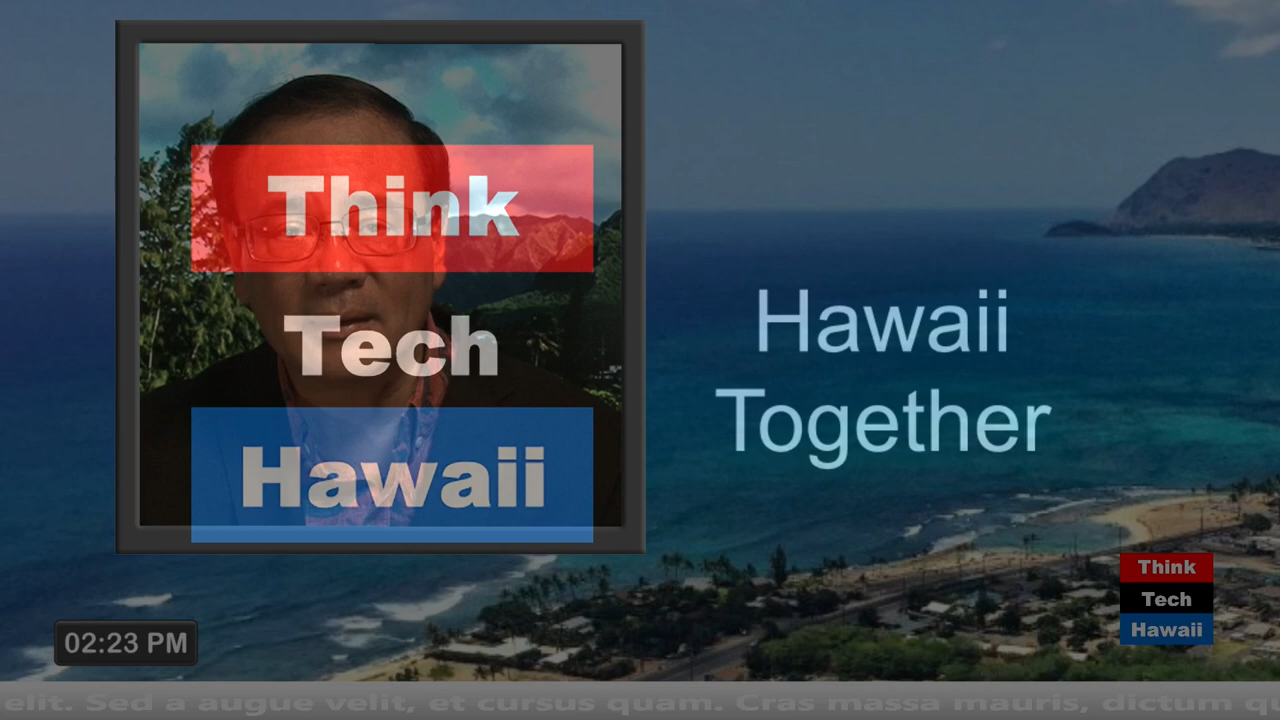 Think
Tech
Hawaii
Hawaii
Together
Think
Tech
Hawaii
02:23 PM
elit. Sed a augue velit, et cursus quam. Cras massa mauris, dictum